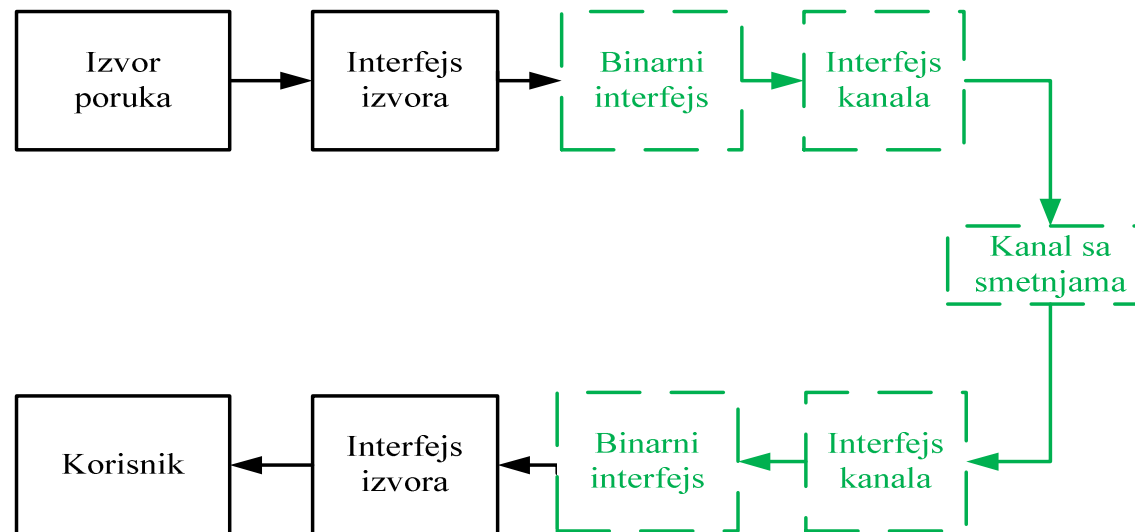 Izvor
poruka
Interfejs
izvora
Binarni
interfejs
Interfejs
kanala
Kanal sa
smetnjama
Korisnik
Interfejs
izvora
Binarni
interfejs
Interfejs
kanala